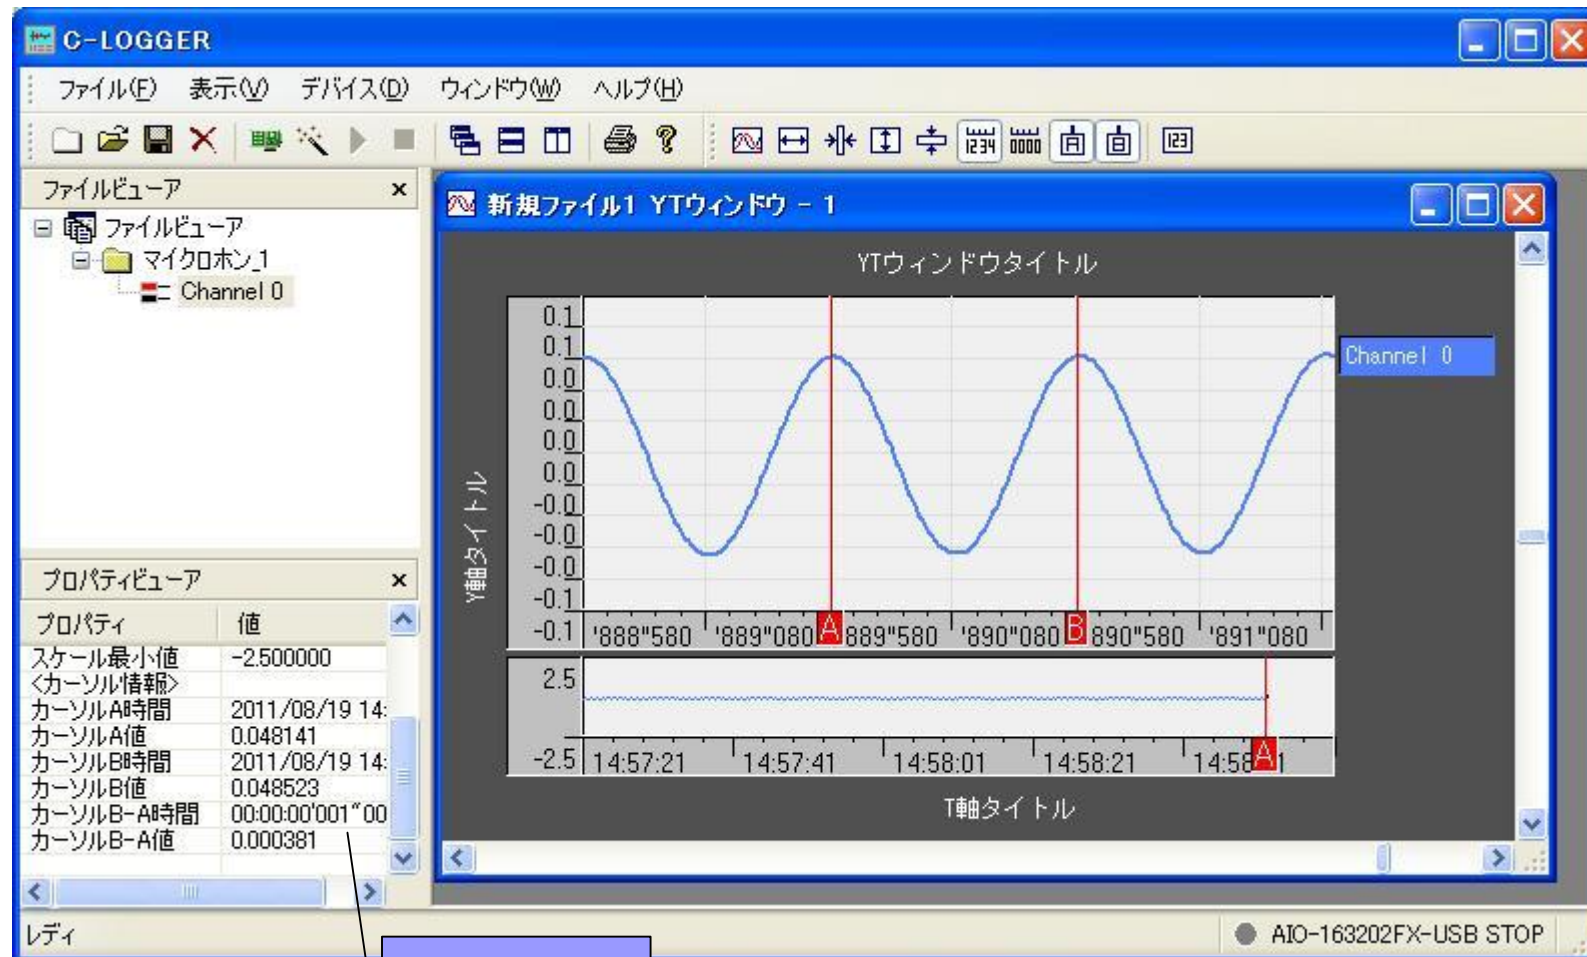 C-LOGGER
ファイル(F) 表示(V) デバイス(D) ウィンドウ(W) ヘルプ(H)
1234 0000 A B 123
ファイルビューア
ファイルビューア
マイクロホン_1
Channel 0
新規ファイル1 YTウィンドウ - 1
YTウィンドウタイトル
Y軸タイトル
0.1
0.1
0.0
0.0
0.0
0.0
-0.0
-0.0
-0.0
-0.1
-0.1
'888"580 '889"080 A 889"580 '890"080 B 890"580 '891"080
Channel 0
2.5
-2.5
14:57:21 14:57:41 14:58:01 14:58:21 14:58 A 1
T軸タイトル
プロパティビューア
プロパティ 値
スケール最小値 -2.500000
<カーソル情報>
カーソルA時間 2011/08/19 14:
カーソルA値 0.048141
カーソルB時間 2011/08/19 14:
カーソルB値 0.048523
カーソルB-A時間 00:00:00'001"00
カーソルB-A値 0.000381
レディ
AIO-163202FX-USB STOP